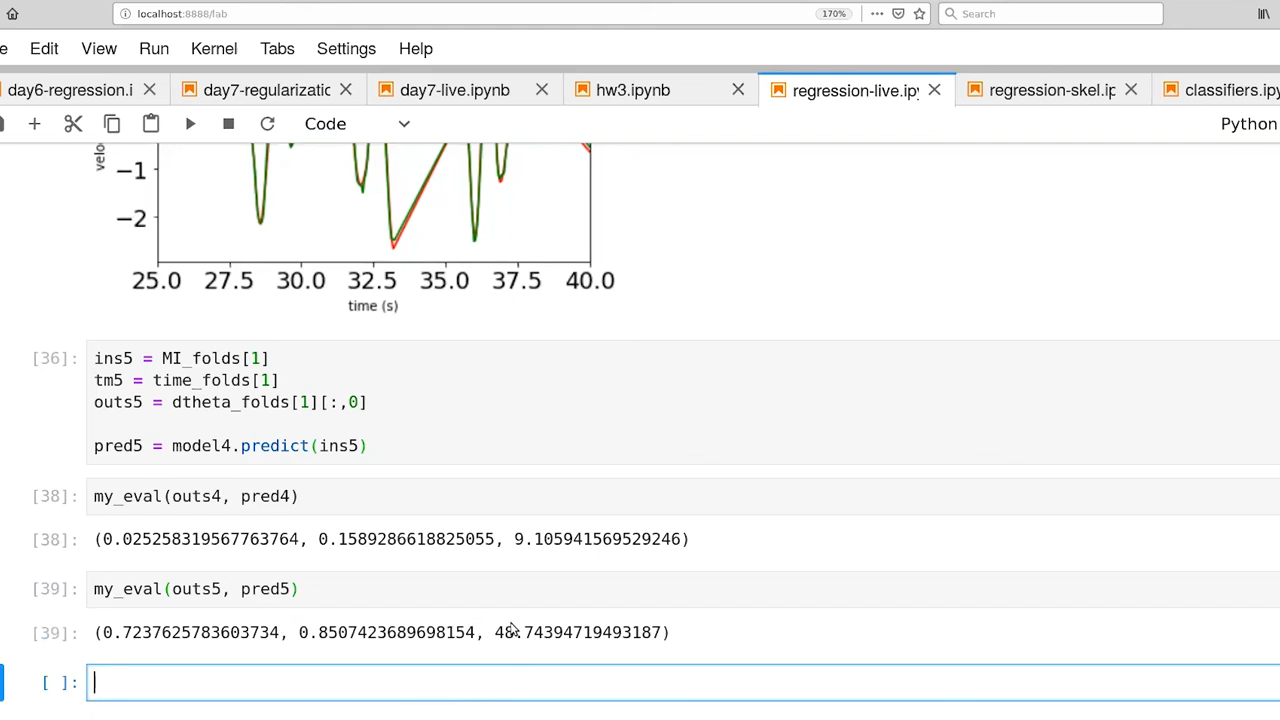 localhost:8888/lab 170% Search
e Edit View Run Kernel Tabs Settings Help
day6-regression.i day7-regularizatic day7-live.ipynb hw3.ipynb regression-live.ipy regression-skel.ip classifiers.ipy
Code Python
velo
−1
−2
25.0 27.5 30.0 32.5 35.0 37.5 40.0
time (s)
[36]: ins5 = MI_folds[1]
tm5 = time_folds[1]
outs5 = dtheta_folds[1][:,0]
pred5 = model4.predict(ins5)
[38]: my_eval(outs4, pred4)
[38]: (0.025258319567763764, 0.1589286618825055, 9.105941569529246)
[39]: my_eval(outs5, pred5)
[39]: (0.7237625783603734, 0.8507423689698154, 48.74394719493187)
[ ]: